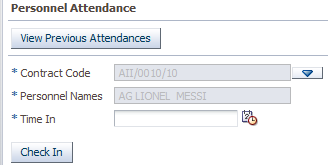 Personnel Attendance
View Previous Attendances
* Contract Code AII/0010/10
* Personnel Names AG LIONEL MESSI
* Time In
Check In